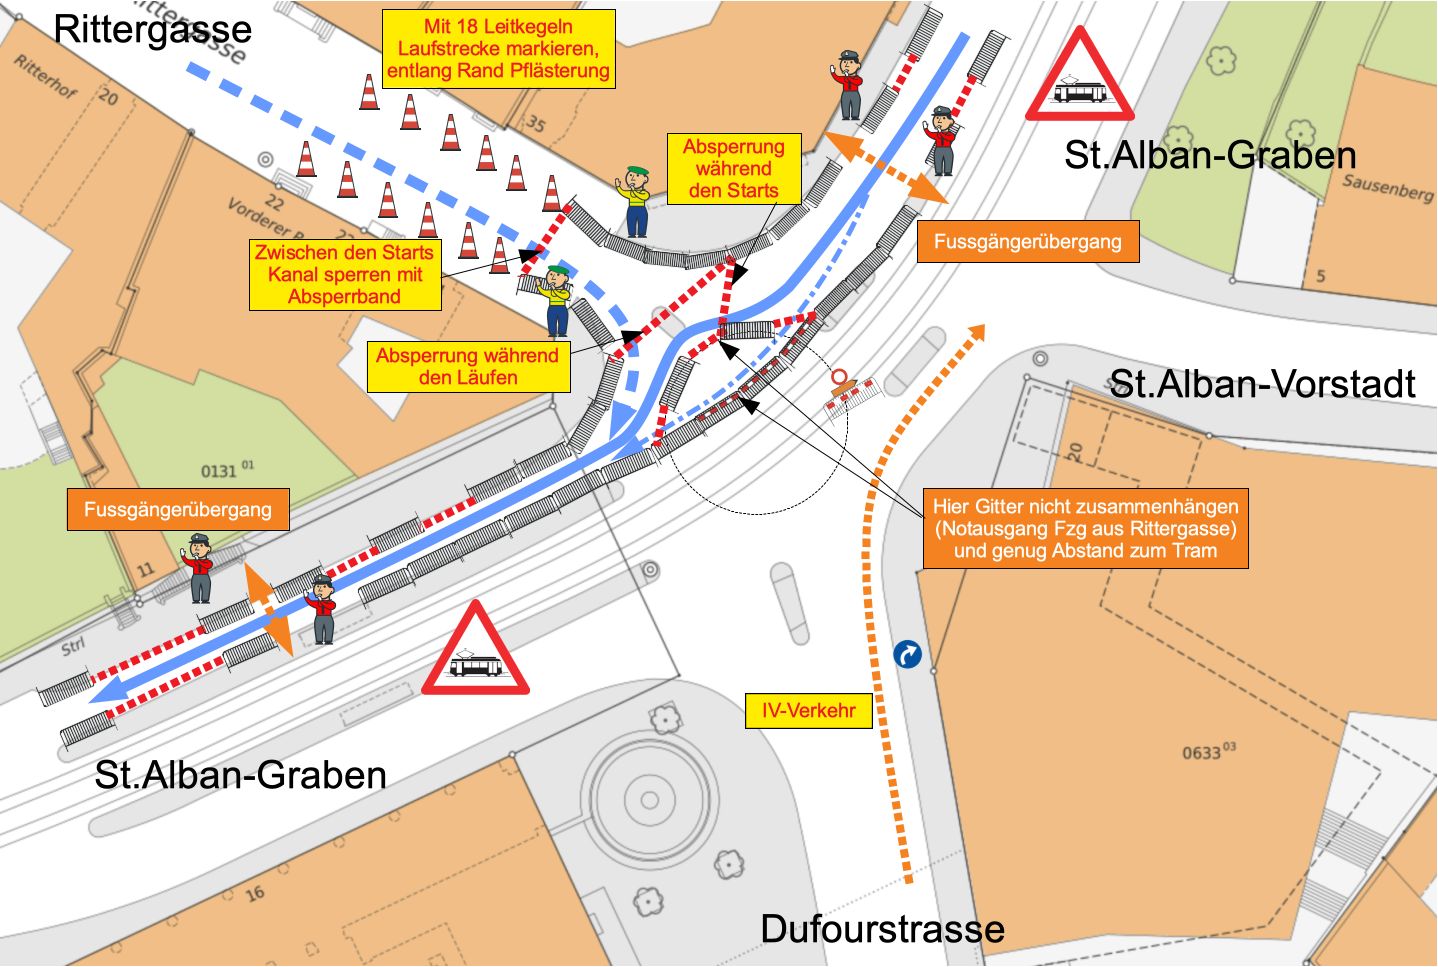 Rittergasse
Rittergasse
Ritterhof
20
Mit 18 Leitkegeln
Laufstrecke markieren,
entlang Rand Pflästerung
35
St.Alban-Graben
Sausenberg
5
Absperrung
während
den Starts
22
Vorderer
22
Zwischen den Starts
Kanal sperren mit
Absperrband
Fussgängerübergang
Absperrung während
den Läufen
St.Alban-Vorstadt
20
0131 01
Fussgängerübergang
Hier Gitter nicht zusammenhängen
(Notausgang Fzg aus Rittergasse)
und genug Abstand zum Tram
11
Strl
IV-Verkehr
0633 03
St.Alban-Graben
16
Dufourstrasse